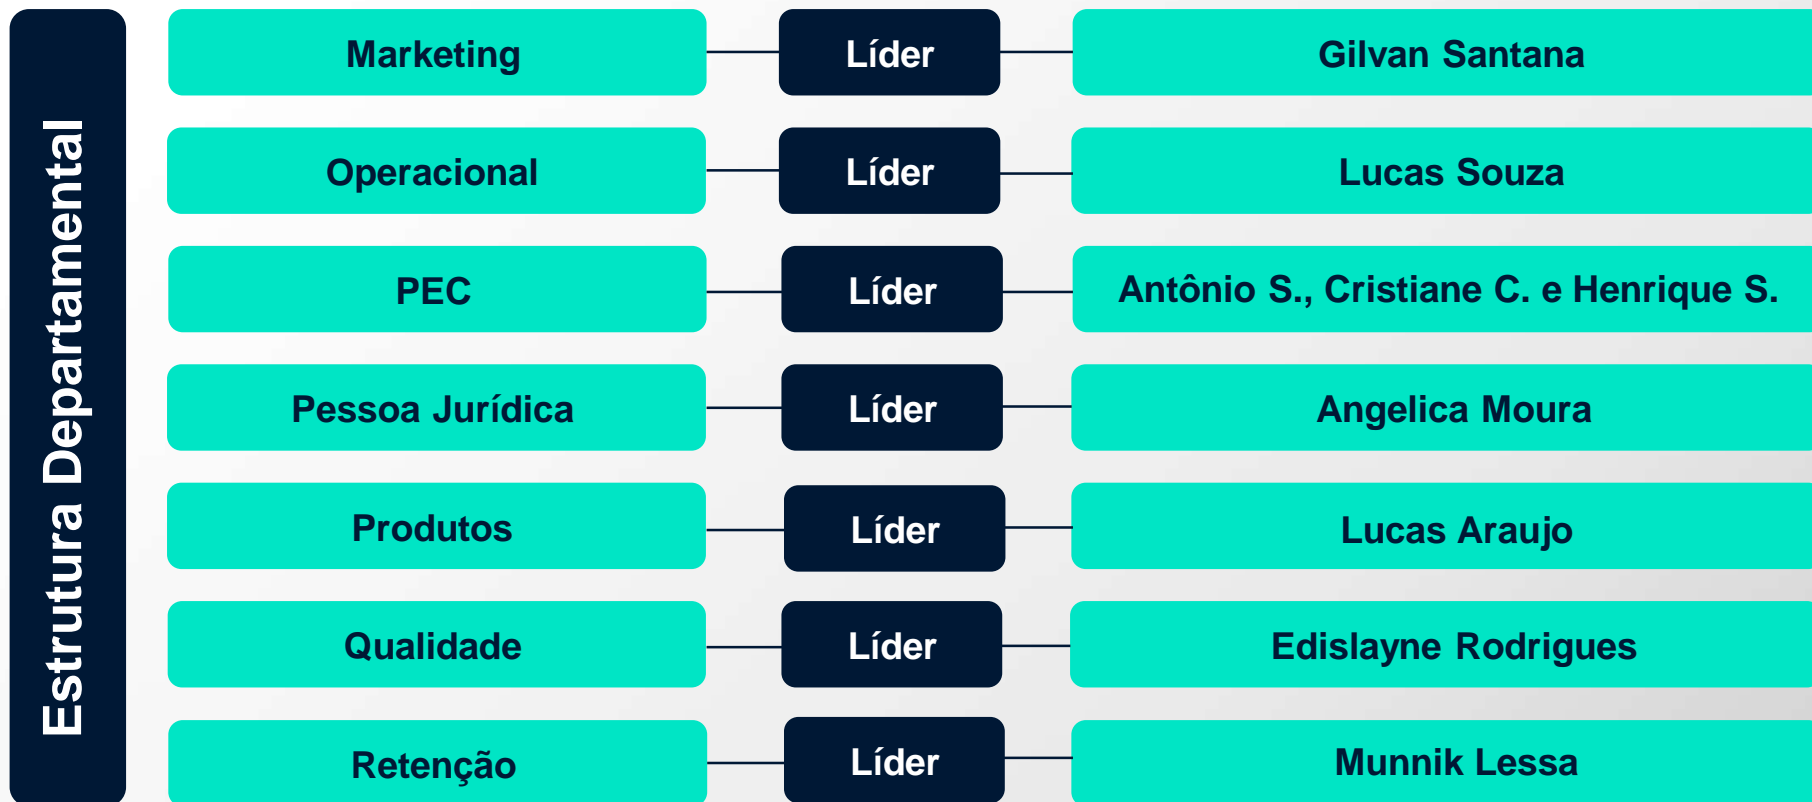 Estrutura Departamental
Marketing Líder Gilvan Santana
Operacional Líder Lucas Souza
PEC Líder Antônio S., Cristiane C. e Henrique S.
Pessoa Jurídica Líder Angelica Moura
Produtos Líder Lucas Araujo
Qualidade Líder Edislayne Rodrigues
Retenção Líder Munnik Lessa